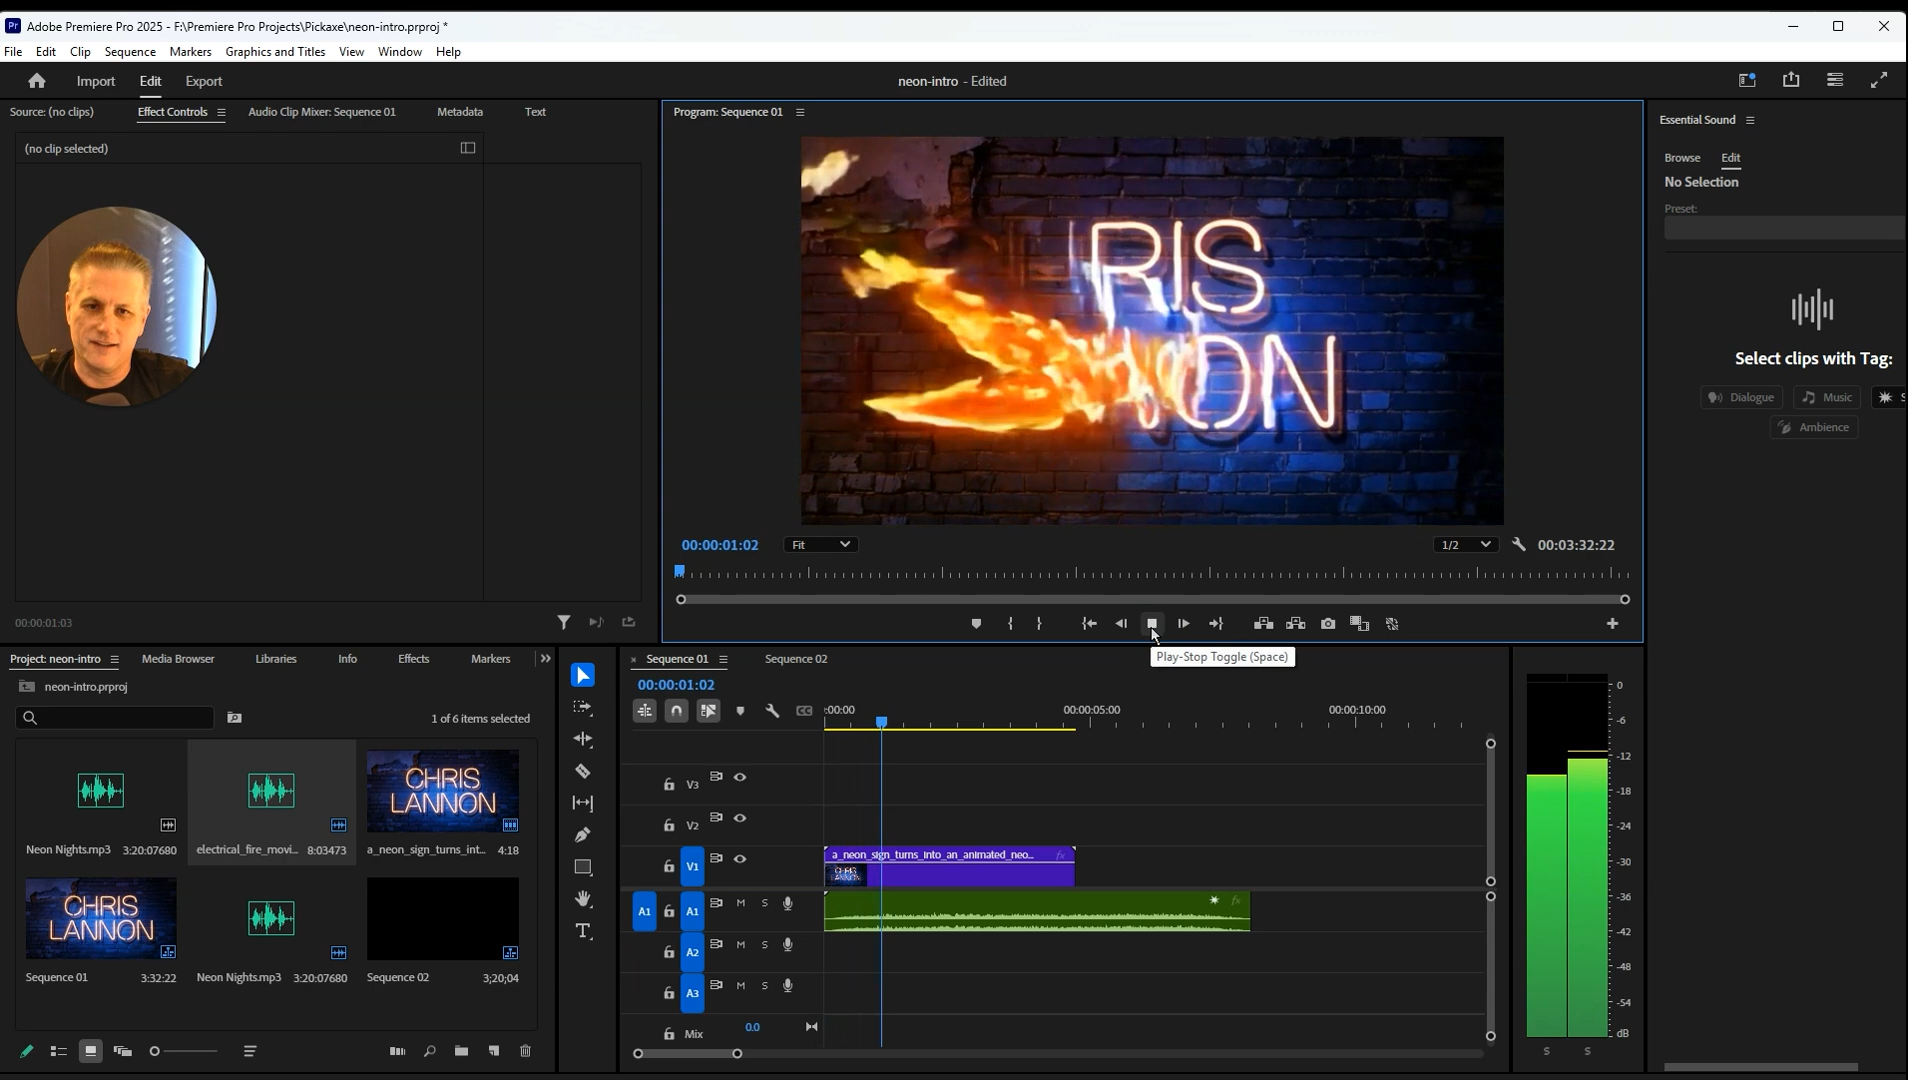 Pr Adobe Premiere Pro 2025 - F:\Premiere Pro Projects\Pickaxe\neon-intro.prproj *
File Edit Clip Sequence Markers Graphics and Titles View Window Help
Import Edit Export
neon-intro - Edited
Source: (no clips) Effect Controls Audio Clip Mixer: Sequence 01 Metadata Text
(no clip selected)
00:00:01:03
Program: Sequence 01
RIS
NON
00:00:01:02 Fit 1/2 00:03:32:22
Play-Stop Toggle (Space)
Essential Sound
Browse Edit
No Selection
Preset:
Select clips with Tag:
Dialogue Music S
Ambience
Project: neon-intro Media Browser Libraries Info Effects Markers
neon-intro.prproj
1 of 6 items selected
CHRIS
LANNON
Neon Nights.mp3 3:20:07680 electrical_fire_movi... 8:03473 a_neon_sign_turns_int... 4:18
CHRIS
LANNON
Sequence 01 3:32:22 Neon Nights.mp3 3:20:07680 Sequence 02 3;20;04
T
× Sequence 01 Sequence 02
00:00:01:02
CC :00:00 00:00:05:00 00:00:10:00
V3
V2
V1 a_neon_sign_turns_into_an_animated_neo... fx
CHRIS
LANNON
A1 A1 M S fx
A2 M S
A3 M S
Mix 0.0
0
-6
-12
-18
-24
-30
-36
-42
-48
-54
dB
S S